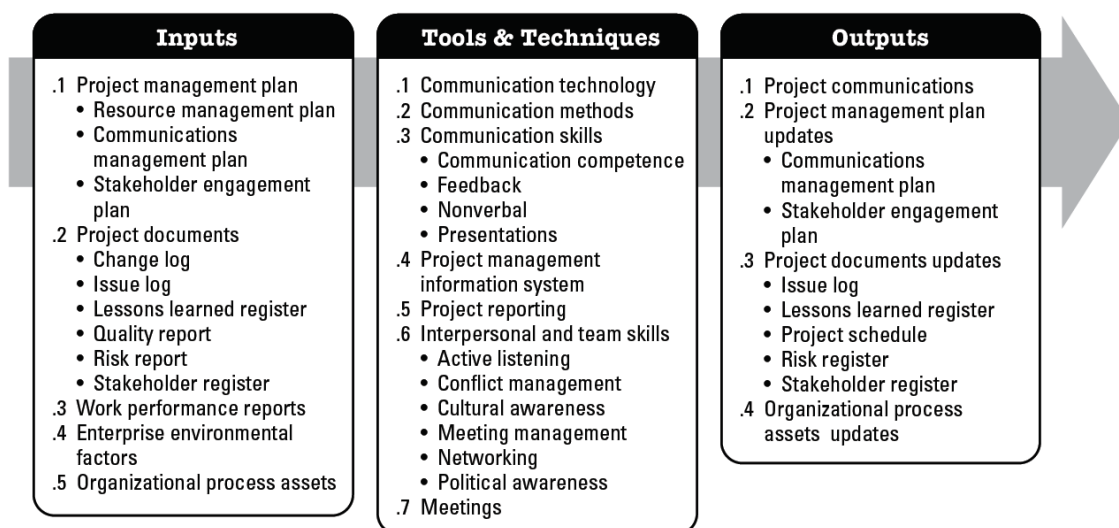 Inputs
.1 Project management plan
• Resource management plan
• Communications
management plan
• Stakeholder engagement
plan
.2 Project documents
• Change log
• Issue log
• Lessons learned register
• Quality report
• Risk report
• Stakeholder register
.3 Work performance reports
.4 Enterprise environmental
factors
.5 Organizational process assets
Tools & Techniques
.1 Communication technology
.2 Communication methods
.3 Communication skills
• Communication competence
• Feedback
• Nonverbal
• Presentations
.4 Project management
information system
.5 Project reporting
.6 Interpersonal and team skills
• Active listening
• Conflict management
• Cultural awareness
• Meeting management
• Networking
• Political awareness
.7 Meetings
Outputs
.1 Project communications
.2 Project management plan
updates
• Communications
management plan
• Stakeholder engagement
plan
.3 Project documents updates
• Issue log
• Lessons learned register
• Project schedule
• Risk register
• Stakeholder register
.4 Organizational process
assets updates